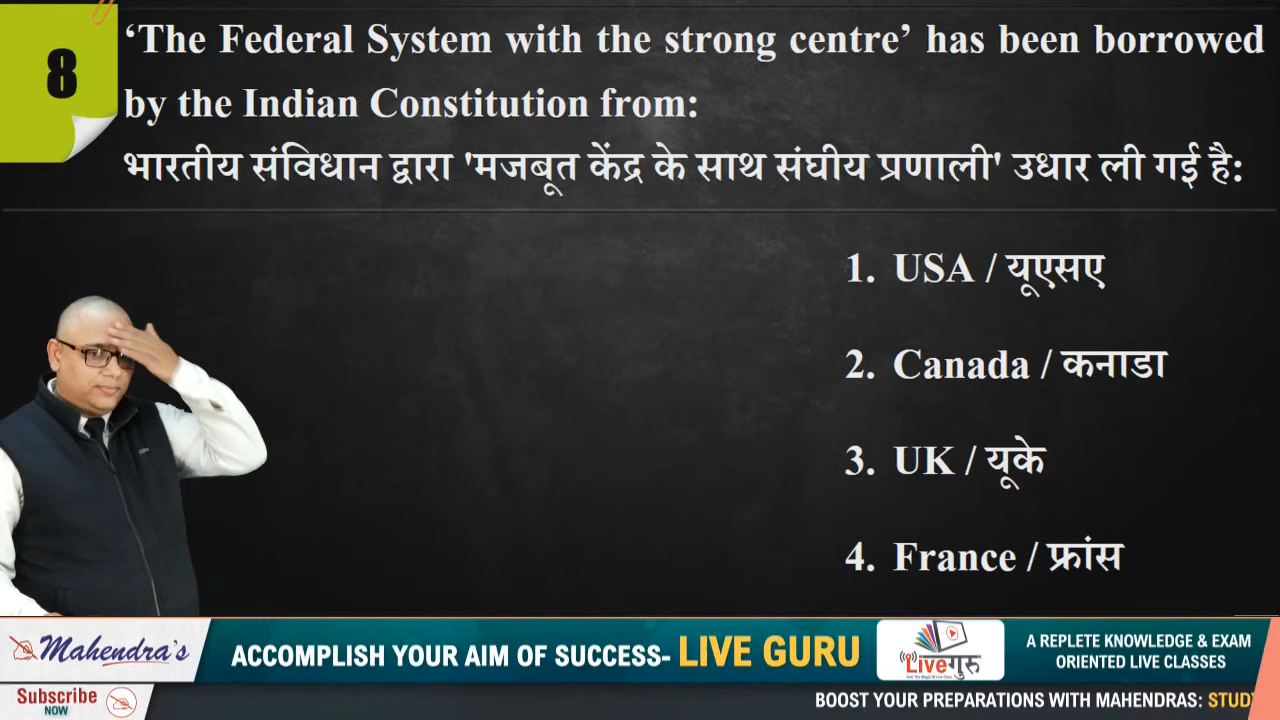 8
‘The Federal System with the strong centre’ has been borrowed
by the Indian Constitution from:
भारतीय संविधान द्वारा 'मजबूत केंद्र के साथ संघीय प्रणाली' उधार ली गई है:
1. USA / यूएसए
2. Canada / कनाडा
3. UK / यूके
4. France / फ्रांस
Mahendra's
ACCOMPLISH YOUR AIM OF SUCCESS- LIVE GURU
Live गुरु
A REPLETE KNOWLEDGE & EXAM
ORIENTED LIVE CLASSES
Subscribe
NOW
BOOST YOUR PREPARATIONS WITH MAHENDRAS: